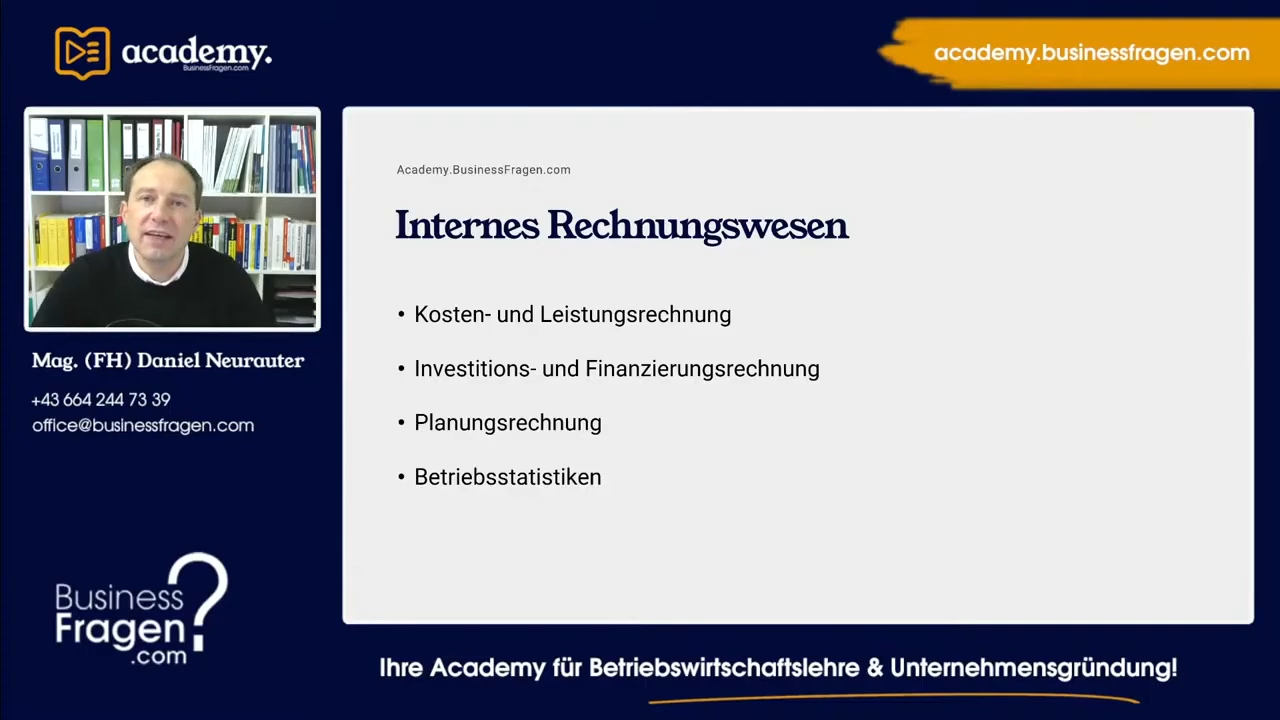 academy.
BusinessFragen.com
academy.businessfragen.com
Academy.BusinessFragen.com
Internes Rechnungswesen
• Kosten- und Leistungsrechnung
• Investitions- und Finanzierungsrechnung
• Planungsrechnung
• Betriebsstatistiken
Mag. (FH) Daniel Neurauter
+43 664 244 73 39
office@businessfragen.com
Business
Fragen?
.com
Ihre Academy für Betriebswirtschaftslehre & Unternehmensgründung!